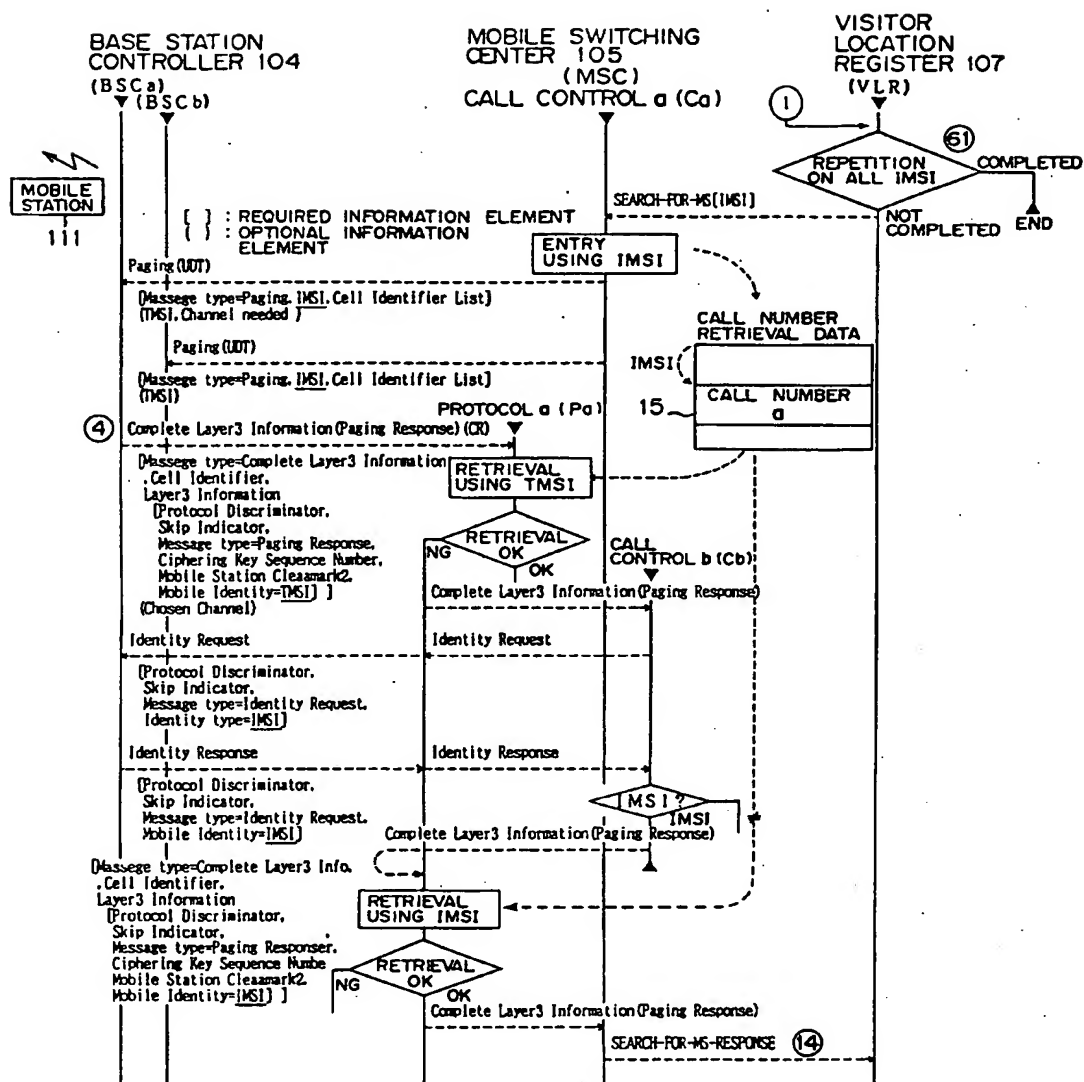 BASE STATION
CONTROLLER 104
(BSCa)
(BSCb)
MOBILE SWITCHING
CENTER 105
(MSC)
CALL CONTROL a (Ca)
VISITOR
LOCATION
REGISTER 107
(VLR)
1
61
REPETITION
ON ALL IMSI
COMPLETED
END
NOT
COMPLETED
MOBILE
STATION
111
[ ] : REQUIRED INFORMATION ELEMENT
( ) : OPTIONAL INFORMATION
ELEMENT
SEARCH-FOR-MS[IMSI]
ENTRY
USING IMSI
Paging(UDT)
[Massege type=Paging. IMSI. Cell Identifier List]
(TMSI. Channel needed )
CALL NUMBER
RETRIEVAL DATA
IMSI
CALL NUMBER
a
15
Paging(UDT)
[Massege type=Paging. IMSI. Cell Identifier List]
(TMSI)
PROTOCOL a (Pa)
4
Complete Layer3 Information(Paging Response)(CR)
[Massege type=Complete Layer3 Information
.Cell Identifier.
Layer3 Information
[Protocol Discriminator.
Skip Indicator.
Message type=Paging Response.
Ciphering Key Sequence Number.
Mobile Station Cleaamark2.
Mobile Identity=TMSI] ]
(Chosen Channel)
RETRIEVAL
USING TMSI
RETRIEVAL
OK
NG
OK
CALL
CONTROL b (Cb)
Complete Layer3 Information(Paging Response)
Identity Request
Identity Request
[Protocol Discriminator.
Skip Indicator.
Message type=Identity Request.
Identity type=IMSI]
Identity Response
Identity Response
[Protocol Discriminator.
Skip Indicator.
Message type=Identity Request.
Mobile Identity=IMSI]
IMSI?
IMSI
Complete Layer3 Information(Paging Response)
[Massege type=Complete Layer3 Info.
.Cell Identifier.
Layer3 Information
[Protocol Discriminator.
Skip Indicator.
Message type=Paging Responser.
Ciphering Key Sequence Numbe
Mobile Station Cleaamark2.
Mobile Identity=IMSI] ]
RETRIEVAL
USING IMSI
RETRIEVAL
OK
NG
OK
Complete Layer3 Information(Paging Response)
SEARCH-FOR-MS-RESPONSE
14